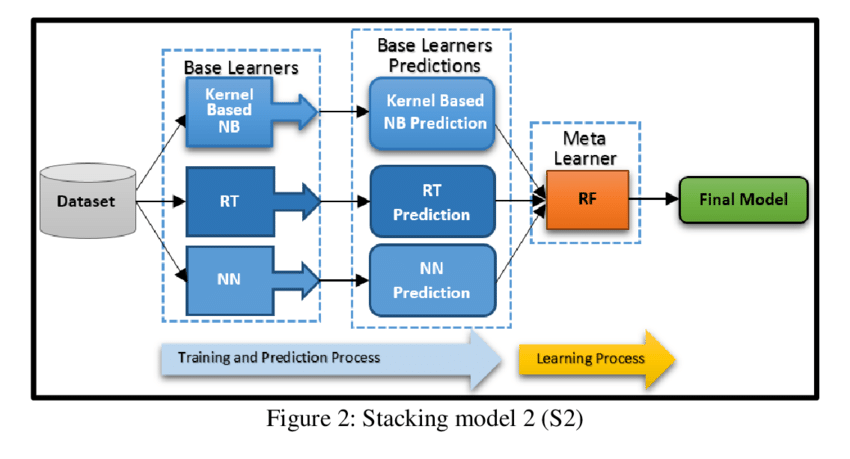 Base Learners
Base Learners
Predictions
Kernel
Based
NB
Kernel Based
NB Prediction
Meta
Learner
Dataset
RT
RT
Prediction
RF
Final Model
NN
NN
Prediction
Training and Prediction Process
Learning Process
Figure 2: Stacking model 2 (S2)